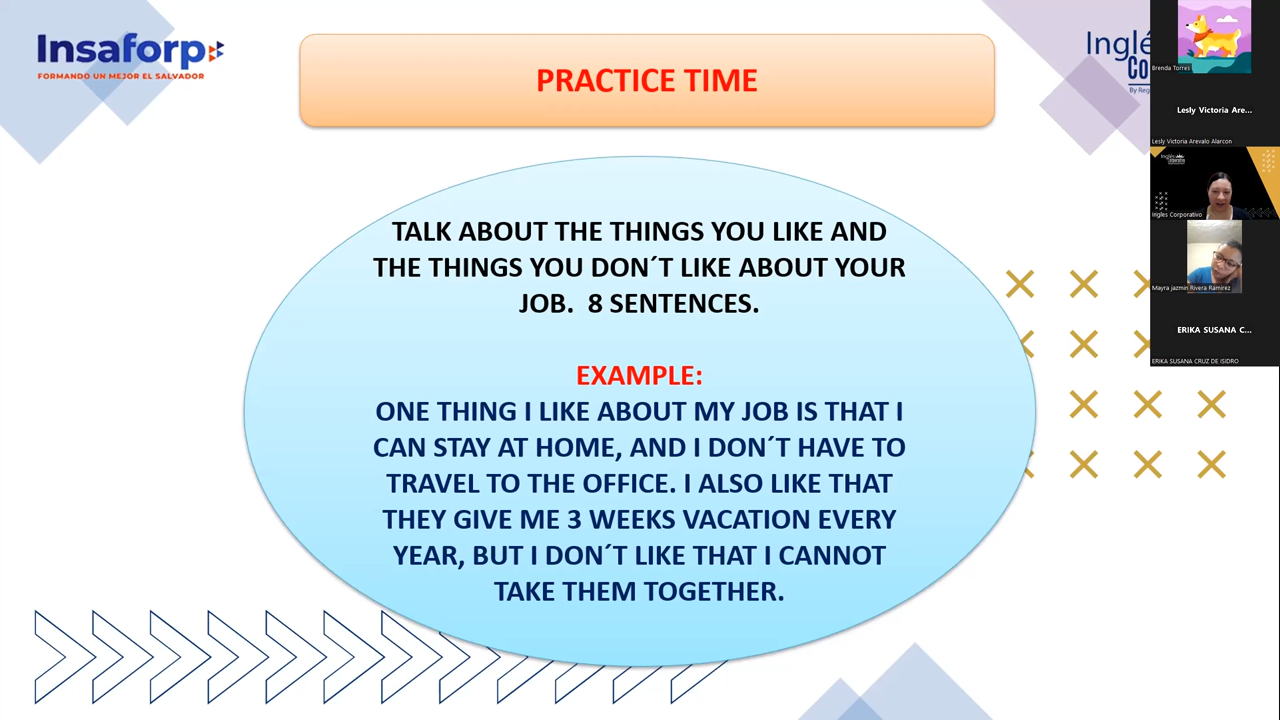 Insaforp
FORMANDO UN MEJOR EL SALVADOR
PRACTICE TIME
Inglé
Co
By Reg
TALK ABOUT THE THINGS YOU LIKE AND
THE THINGS YOU DON´T LIKE ABOUT YOUR
JOB.  8 SENTENCES.
EXAMPLE:
ONE THING I LIKE ABOUT MY JOB IS THAT I
CAN STAY AT HOME, AND I DON´T HAVE TO
TRAVEL TO THE OFFICE. I ALSO LIKE THAT
THEY GIVE ME 3 WEEKS VACATION EVERY
YEAR, BUT I DON´T LIKE THAT I CANNOT
TAKE THEM TOGETHER.
Brenda Torres
Lesly Victoria Are...
Lesly Victoria Arevalo Alarcon
Ingles Corporativo
Mayra Jazmin Rivera Ramirez
ERIKA SUSANA C...
ERIKA SUSANA CRUZ DE ISIDRO